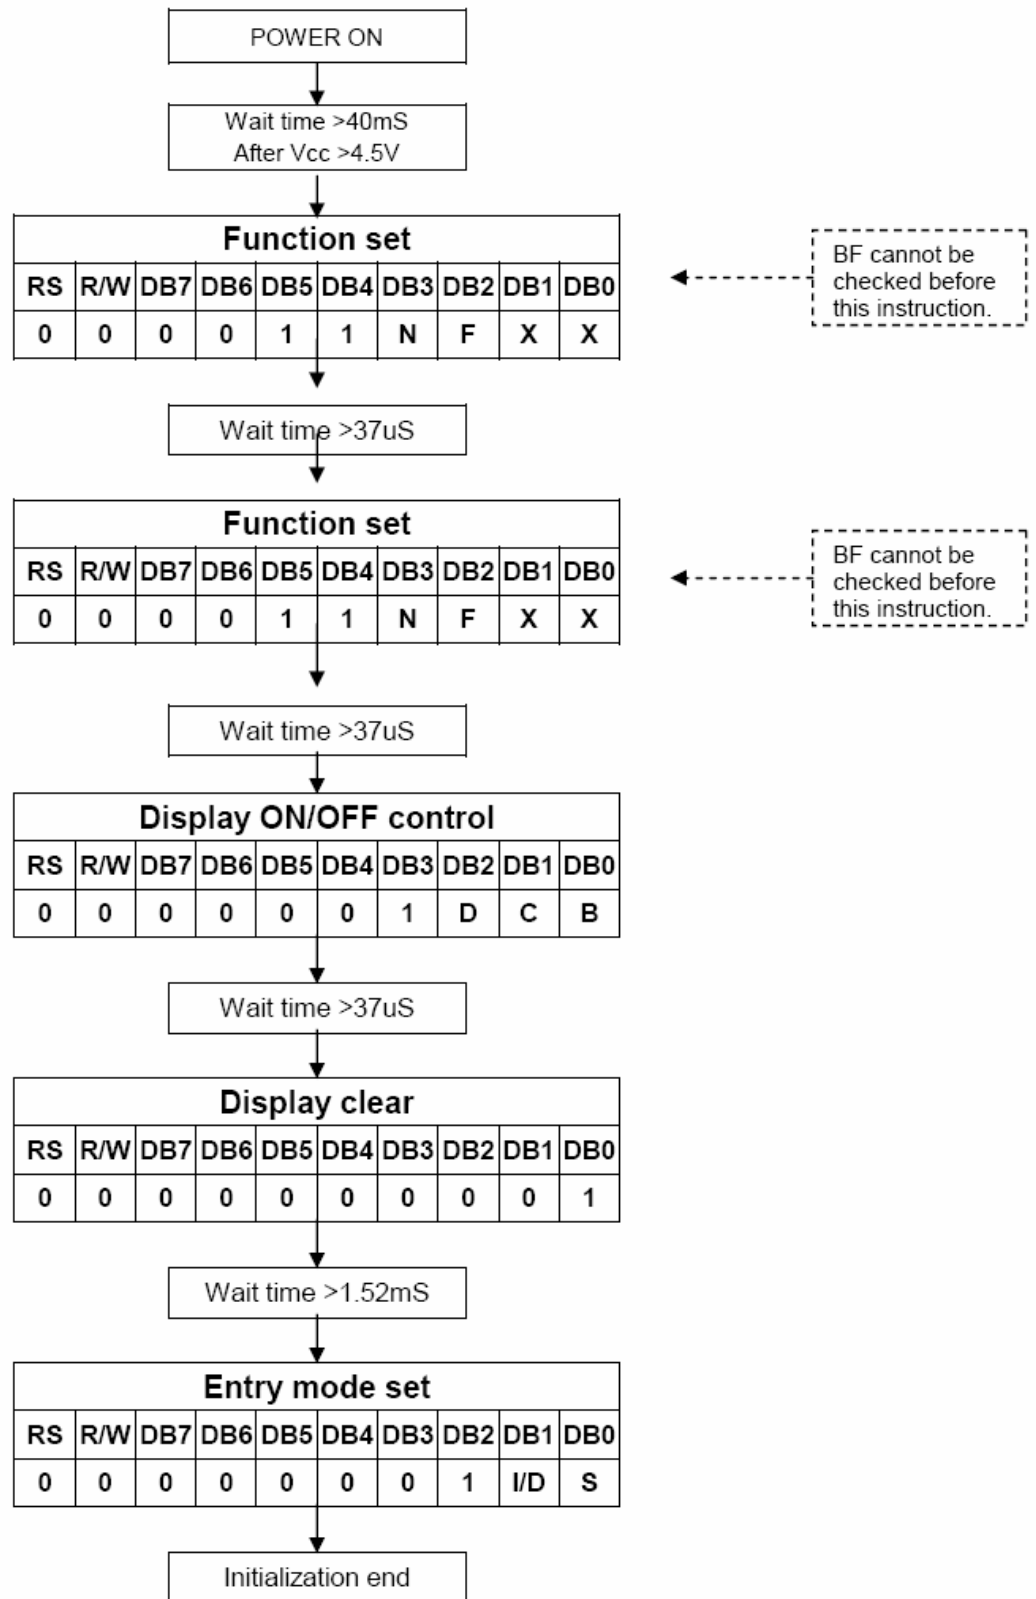 POWER ON
Wait time >40mS
After Vcc >4.5V
Function set
RS R/W DB7 DB6 DB5 DB4 DB3 DB2 DB1 DB0
0 0 0 0 1 1 N F X X
BF cannot be
checked before
this instruction.
Wait time >37uS
Function set
RS R/W DB7 DB6 DB5 DB4 DB3 DB2 DB1 DB0
0 0 0 0 1 1 N F X X
BF cannot be
checked before
this instruction.
Wait time >37uS
Display ON/OFF control
RS R/W DB7 DB6 DB5 DB4 DB3 DB2 DB1 DB0
0 0 0 0 0 0 1 D C B
Wait time >37uS
Display clear
RS R/W DB7 DB6 DB5 DB4 DB3 DB2 DB1 DB0
0 0 0 0 0 0 0 0 0 1
Wait time >1.52mS
Entry mode set
RS R/W DB7 DB6 DB5 DB4 DB3 DB2 DB1 DB0
0 0 0 0 0 0 0 1 I/D S
Initialization end